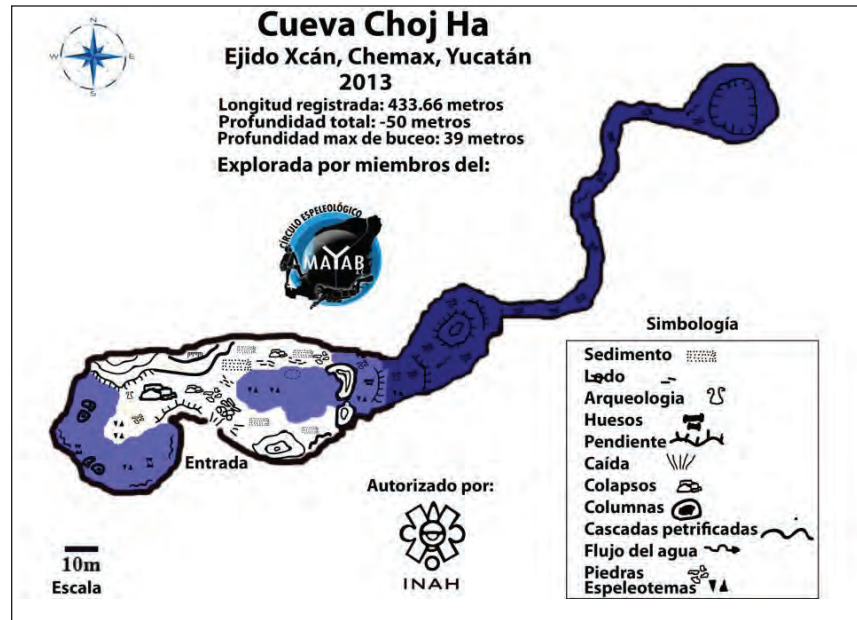 N
W
E
S
Cueva Choj Ha
Ejido Xcán, Chemax, Yucatán
2013
Longitud registrada: 433.66 metros
Profundidad total: -50 metros
Profundidad max de buceo: 39 metros
Explorada por miembros del:
CÍRCULO ESPELEOLÓGICO
MAYAB
Entrada
10m
Escala
Autorizado por:
INAH
Simbología
Sedimento
Lodo
Arqueologia
Huesos
Pendiente
Caída
Colapsos
Columnas
Cascadas petrificadas
Flujo del agua
Piedras
Espeleotemas